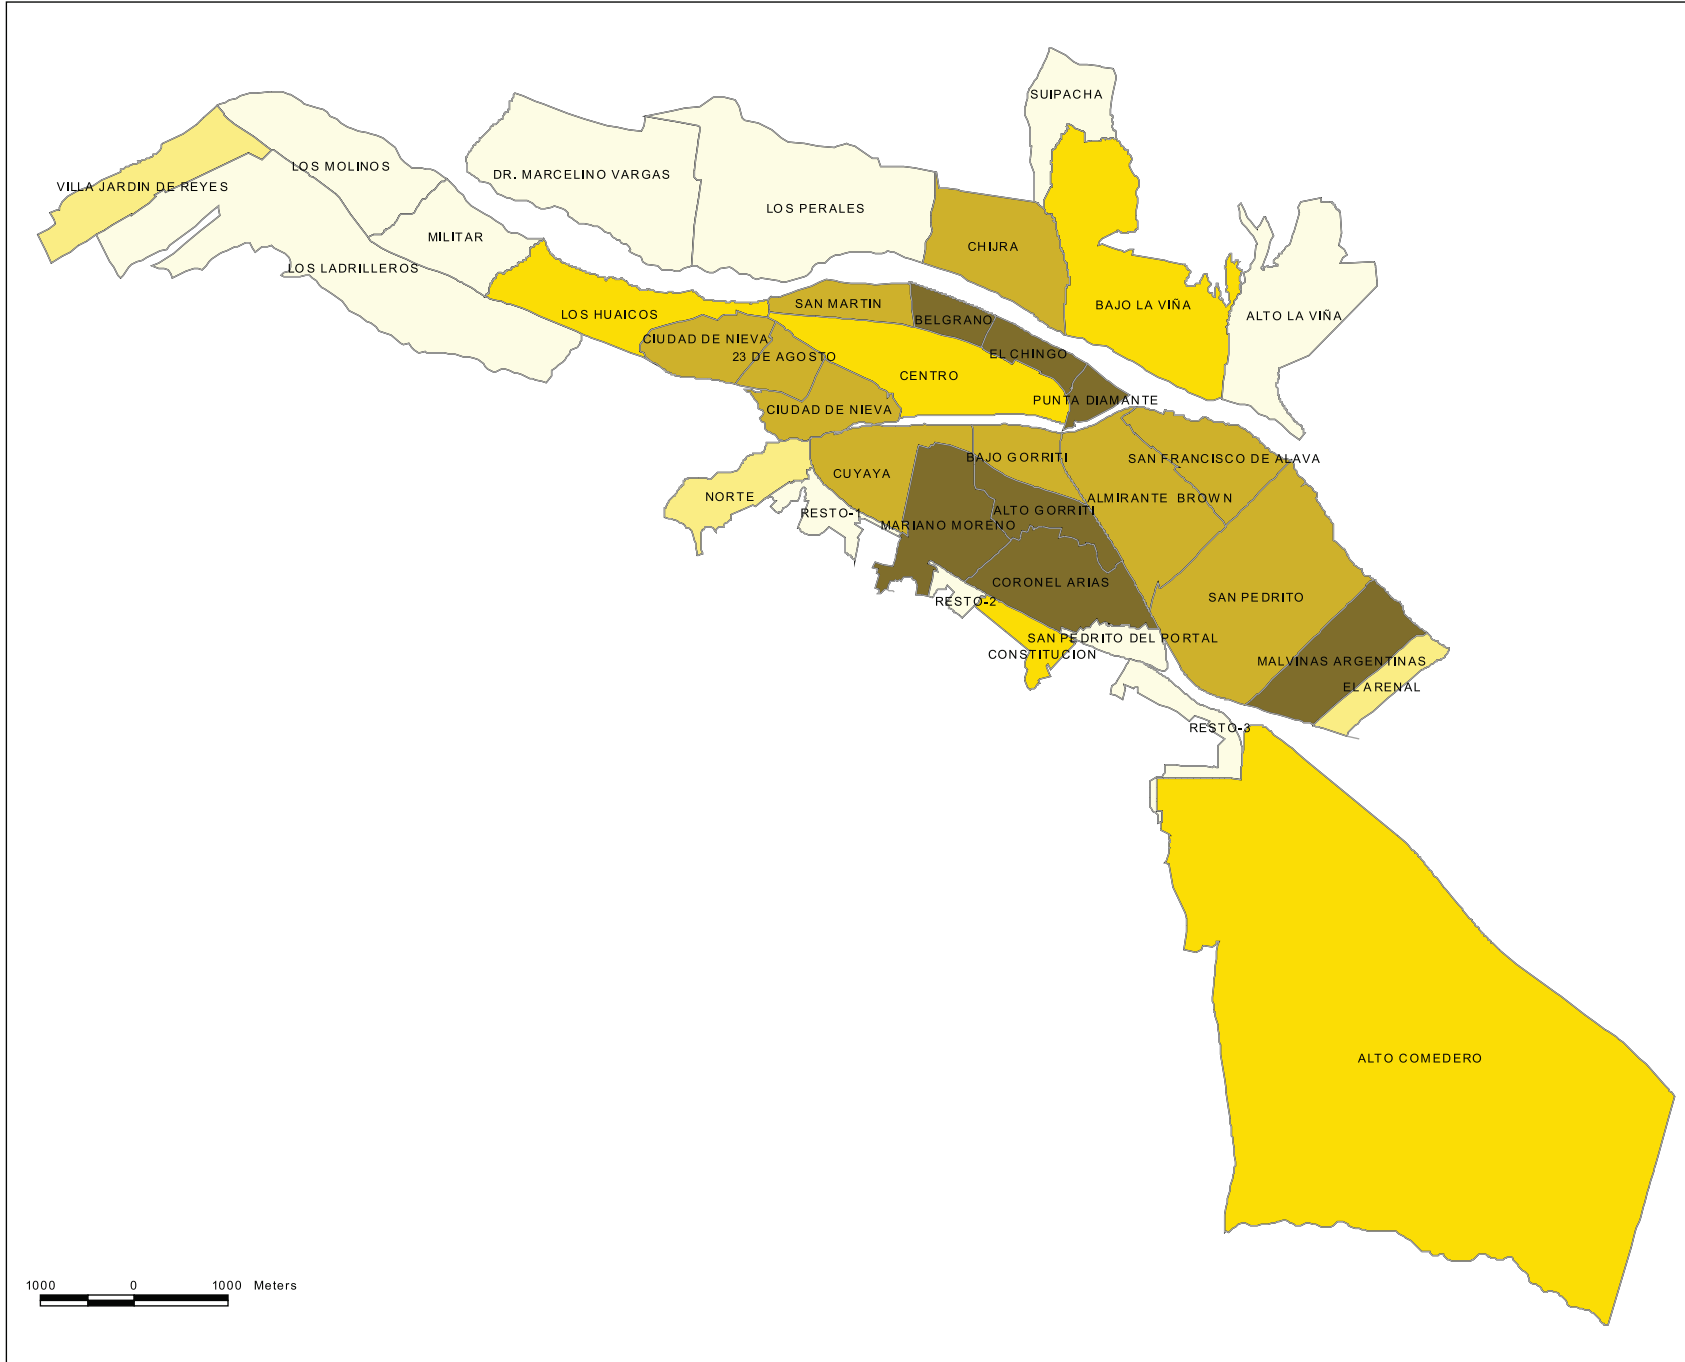 SUIPACHA
LOS MOLINOS
VILLA JARDIN DE REYES
DR. MARCELINO VARGAS
LOS PERALES
MILITAR
CHIJRA
LOS LADRILLEROS
SAN MARTIN
BAJO LA VIÑA
LOS HUAICOS
BELGRANO
ALTO LA VIÑA
CIUDAD DE NIEVA
23 DE AGOSTO
EL CHINGO
CENTRO
PUNTA DIAMANTE
CIUDAD DE NIEVA
BAJO GORRITI
SAN FRANCISCO DE ALAVA
CUYAYA
NORTE
ALMIRANTE BROWN
RESTO-1
ALTO GORRITI
MARIANO MORENO
CORONEL ARIAS
RESTO-2
SAN PEDRITO
SAN PEDRITO DEL PORTAL
CONSTITUCION
MALVINAS ARGENTINAS
EL ARENAL
RESTO-3
ALTO COMEDERO
1000 0 1000 Meters